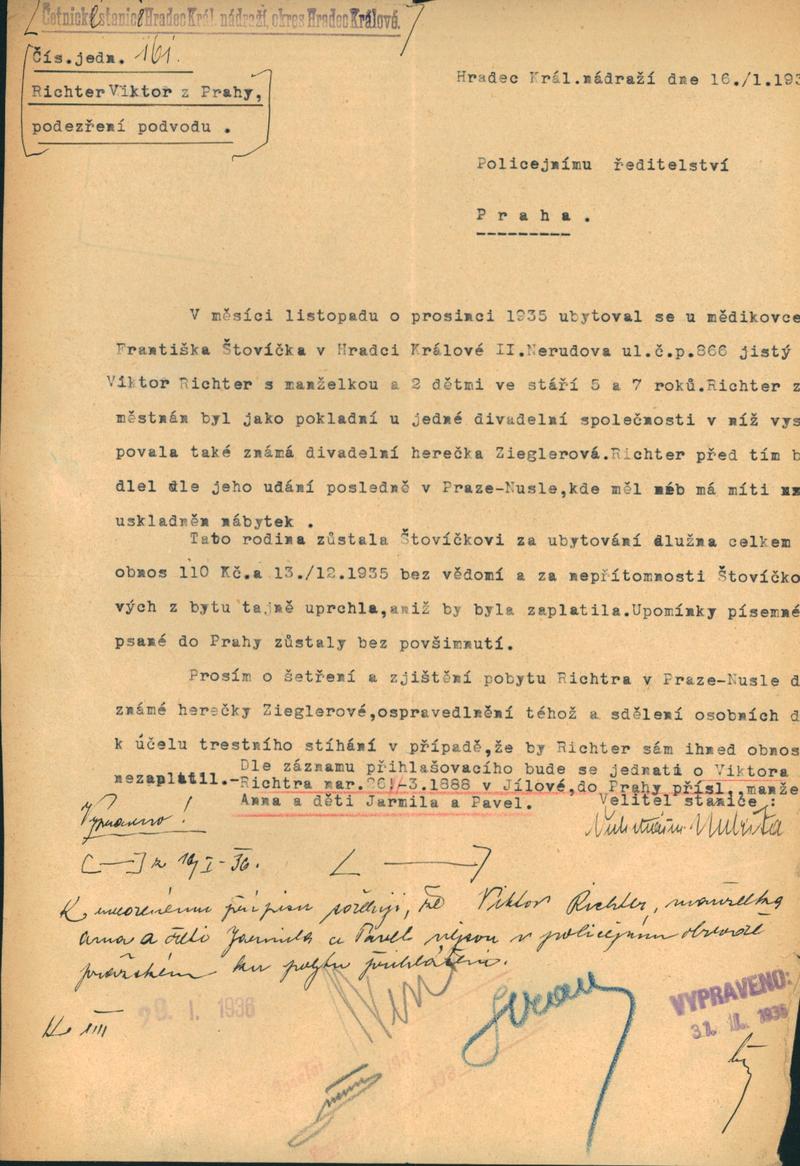 Četnická stanice Hradec Král. nádraží, okres Hradec Králové.
Čís.jedn. 161.
Richter Viktor z Prahy,
podezření podvodu .
Hradec Král.nádraží dne 16./1.193
Policejnímu ředitelství
P r a h a .
V měsíci listopadu o prosinci 1935 ubytoval se u mědikovce
Františka Štovíčka v Hradci Králové II.Nerudova ul.č.p.866 jistý
Viktor Richter s manželkou a 2 dětmi ve stáří 5 a 7 roků.Richter z
městnán byl jako pokladní u jedné divadelní společnosti v níž vys
povala také známá divadelní herečka Zieglerová.Richter před tím b
dlel dle jeho udání posledně v Praze-Nusle,kde měl neb má míti
uskladněn nábytek .
Tato rodina zůstala Štovíčkovi za ubytování dlužna celkem
obnos 110 Kč.a 13./12.1935 bez vědomí a za nepřítomnosti Štovíčko
vých z bytu tajně uprchla,aniž by byla zaplatila.Upomínky písemné
psané do Prahy zůstaly bez povšimnutí.
Prosím o šetření a zjištění pobytu Richtra v Praze-Nusle d
známé herečky Zieglerové,ospravedlnění téhož a sdělení osobních d
k účelu trestního stíhání v případě,že by Richter sám ihned obnos
nezaplatil.-
Dle záznamu přihlašovacího bude se jednati o Viktora
Richtra nar.26/-3.1888 v Jílové,do Prahy přísl.,manže
Anna a děti Jarmila a Pavel.
Velitel stanice :
Vypraveno !
K uvedenému přípisu sděluji, že Viktor Richter, manželka
Anna a děti Jarmila a Pavel nejsou v policejním obvodě
pražském ku pobytu přihlášeni.
29. I. 1936
VYPRAVENO:
31. 1936